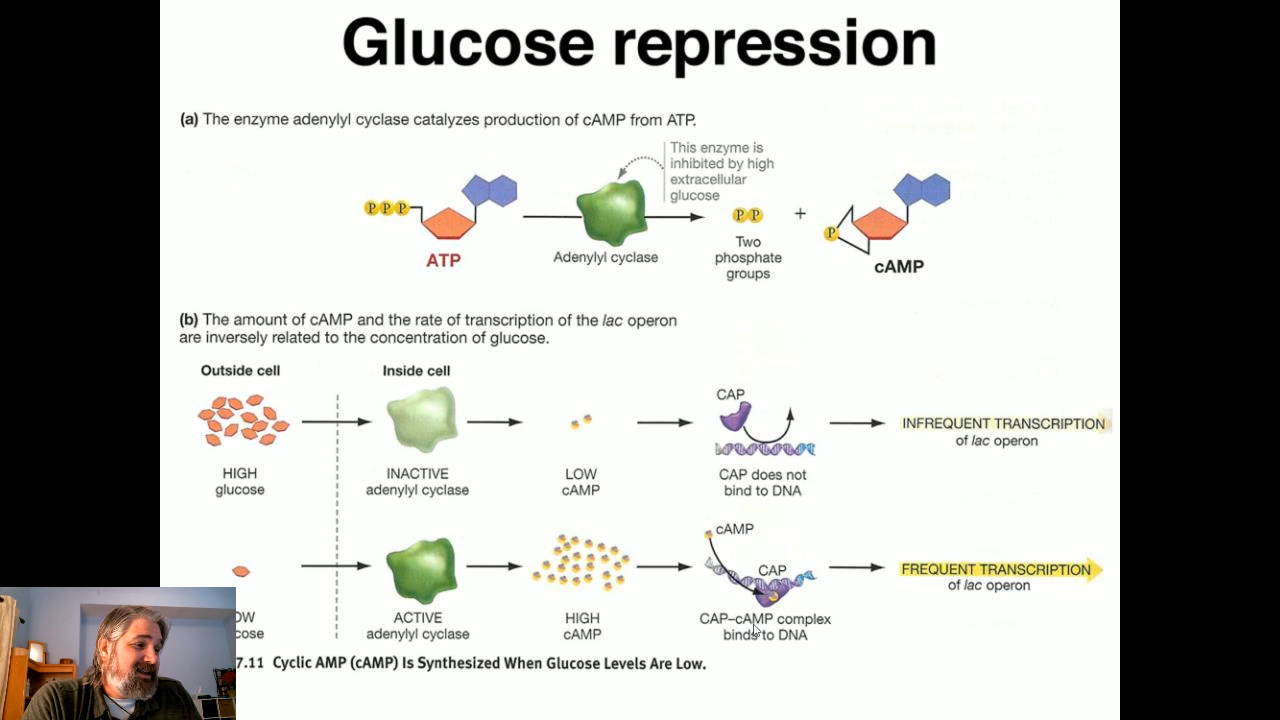 Glucose repression
(a) The enzyme adenylyl cyclase catalyzes production of cAMP from ATP.
This enzyme is
inhibited by high
extracellular
glucose
P P P
P P
+
P
ATP
Adenylyl cyclase
Two
phosphate
groups
cAMP
(b) The amount of cAMP and the rate of transcription of the lac operon
are inversely related to the concentration of glucose.
Outside cell
Inside cell
CAP
HIGH
glucose
INACTIVE
adenylyl cyclase
LOW
cAMP
CAP does not
bind to DNA
INFREQUENT TRANSCRIPTION
of lac operon
cAMP
CAP
OW
cose
ACTIVE
adenylyl cyclase
HIGH
cAMP
CAP–cAMP complex
binds to DNA
FREQUENT TRANSCRIPTION
of lac operon
7.11 Cyclic AMP (cAMP) Is Synthesized When Glucose Levels Are Low.